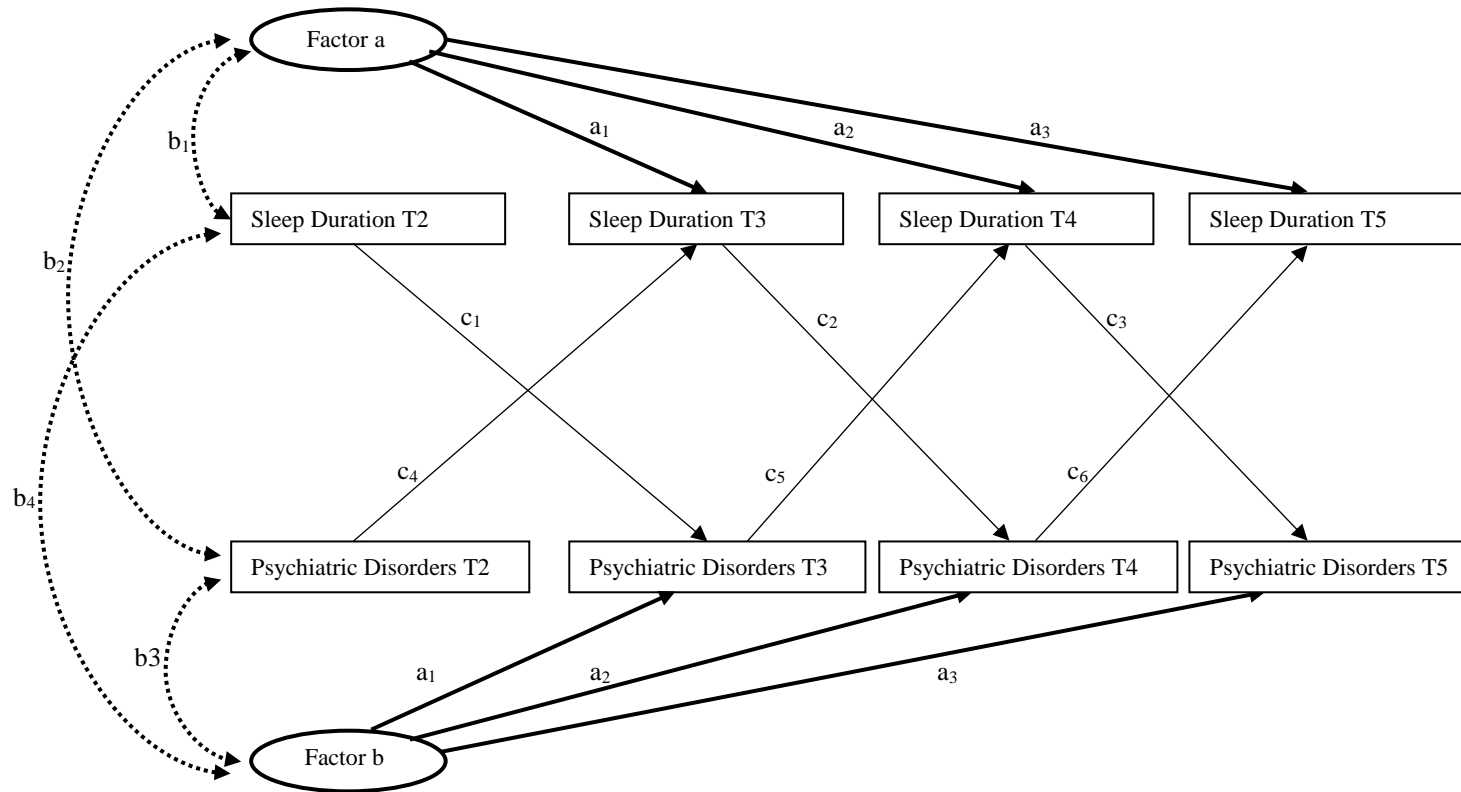 Factor a
a₁
a₂
a₃
b₁
Sleep Duration T2
Sleep Duration T3
Sleep Duration T4
Sleep Duration T5
b₂
c₁
c₂
c₃
c₄
c₅
c₆
b₄
Psychiatric Disorders T2
Psychiatric Disorders T3
Psychiatric Disorders T4
Psychiatric Disorders T5
b3
a₁
a₂
a₃
Factor b